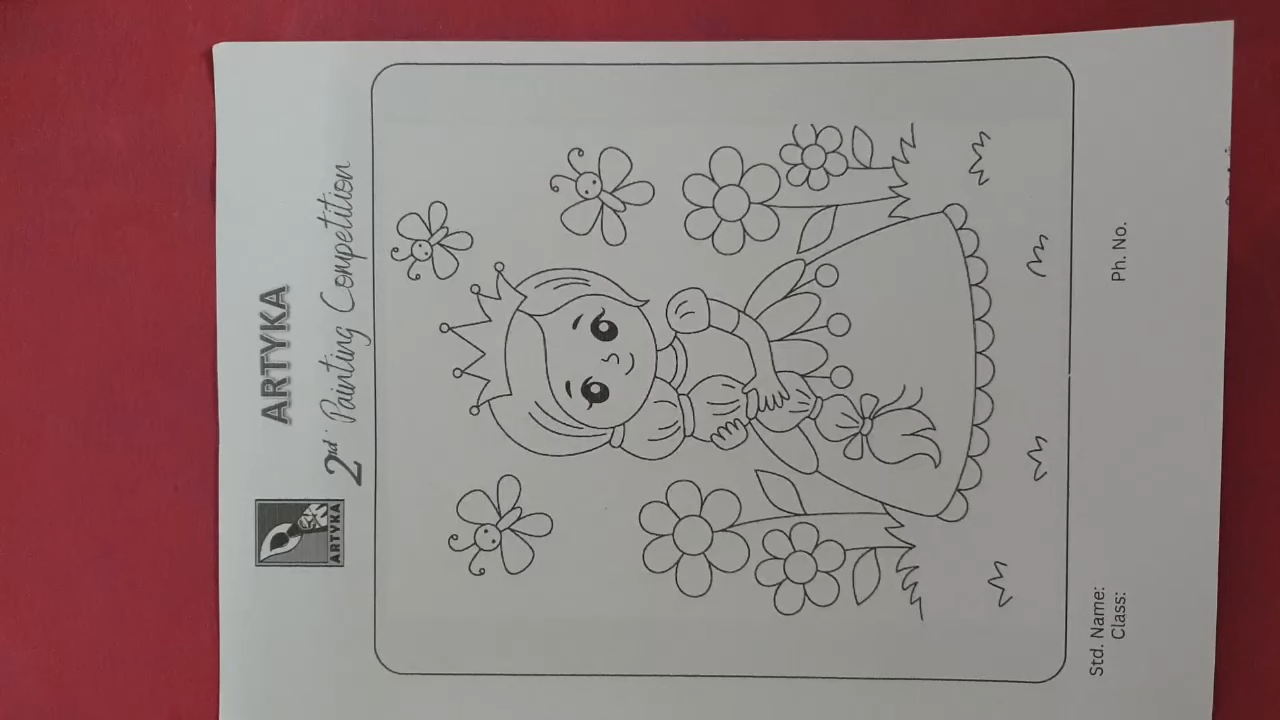 ARTYKA
2nd Painting Competition
ARTYKA
Std. Name:
Class:
Ph. No.